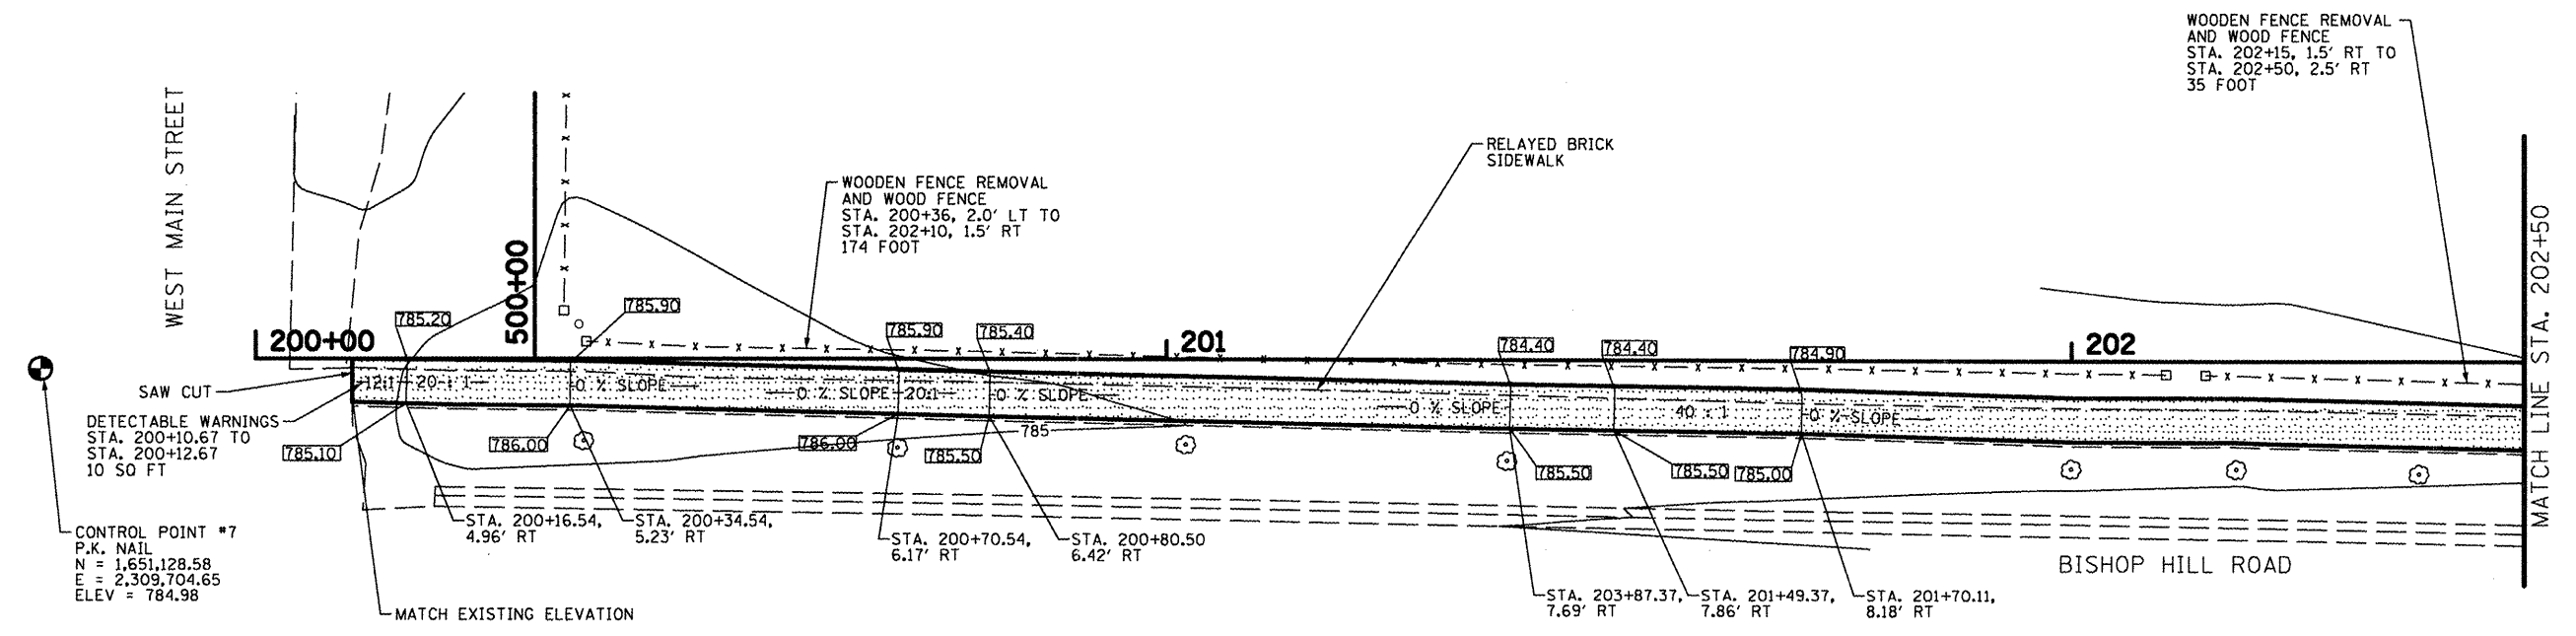 WOODEN FENCE REMOVAL
AND WOOD FENCE
STA. 202+15, 1.5' RT TO
STA. 202+50, 2.5' RT
35 FOOT
WEST MAIN STREET
RELAYED BRICK
SIDEWALK
WOODEN FENCE REMOVAL
AND WOOD FENCE
STA. 200+36, 2.0' LT TO
STA. 202+10, 1.5' RT
174 FOOT
MATCH LINE STA. 202+50
500+00
785.90
785.20
200+00
785.90
785.40
201
784.40
784.40
784.90
202
SAW CUT
12:1
20:1
0 % SLOPE
0 % SLOPE
20:1
0 % SLOPE
0 % SLOPE
40 : 1
0 % SLOPE
DETECTABLE WARNINGS
STA. 200+10.67 TO
STA. 200+12.67
10 SQ FT
785.10
786.00
786.00
785.50
785
785.50
785.50
785.00
CONTROL POINT #7
P.K. NAIL
N = 1,651,128.58
E = 2,309,704.65
ELEV = 784.98
STA. 200+16.54,
4.96' RT
STA. 200+34.54,
5.23' RT
STA. 200+70.54,
6.17' RT
STA. 200+80.50
6.42' RT
BISHOP HILL ROAD
STA. 203+87.37,
7.69' RT
STA. 201+49.37,
7.86' RT
STA. 201+70.11,
8.18' RT
MATCH EXISTING ELEVATION